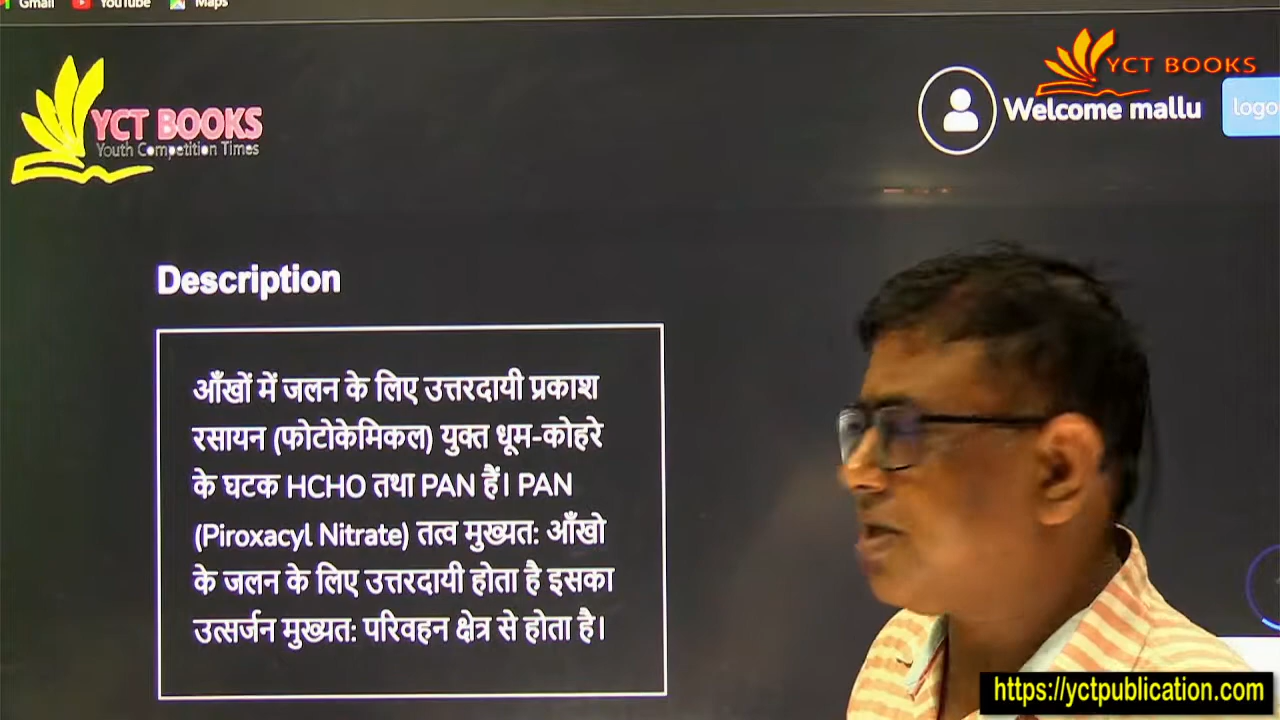 Gmail YouTube Maps
YCT BOOKS
Youth Competition Times
YCT BOOKS
Welcome mallu
logo
Description
आँखों में जलन के लिए उत्तरदायी प्रकाश
रसायन (फोटोकेमिकल) युक्त धूम-कोहरे
के घटक HCHO तथा PAN हैं। PAN
(Piroxacyl Nitrate) तत्व मुख्यत: आँखो
के जलन के लिए उत्तरदायी होता है इसका
उत्सर्जन मुख्यत: परिवहन क्षेत्र से होता है।
https://yctpublication.com